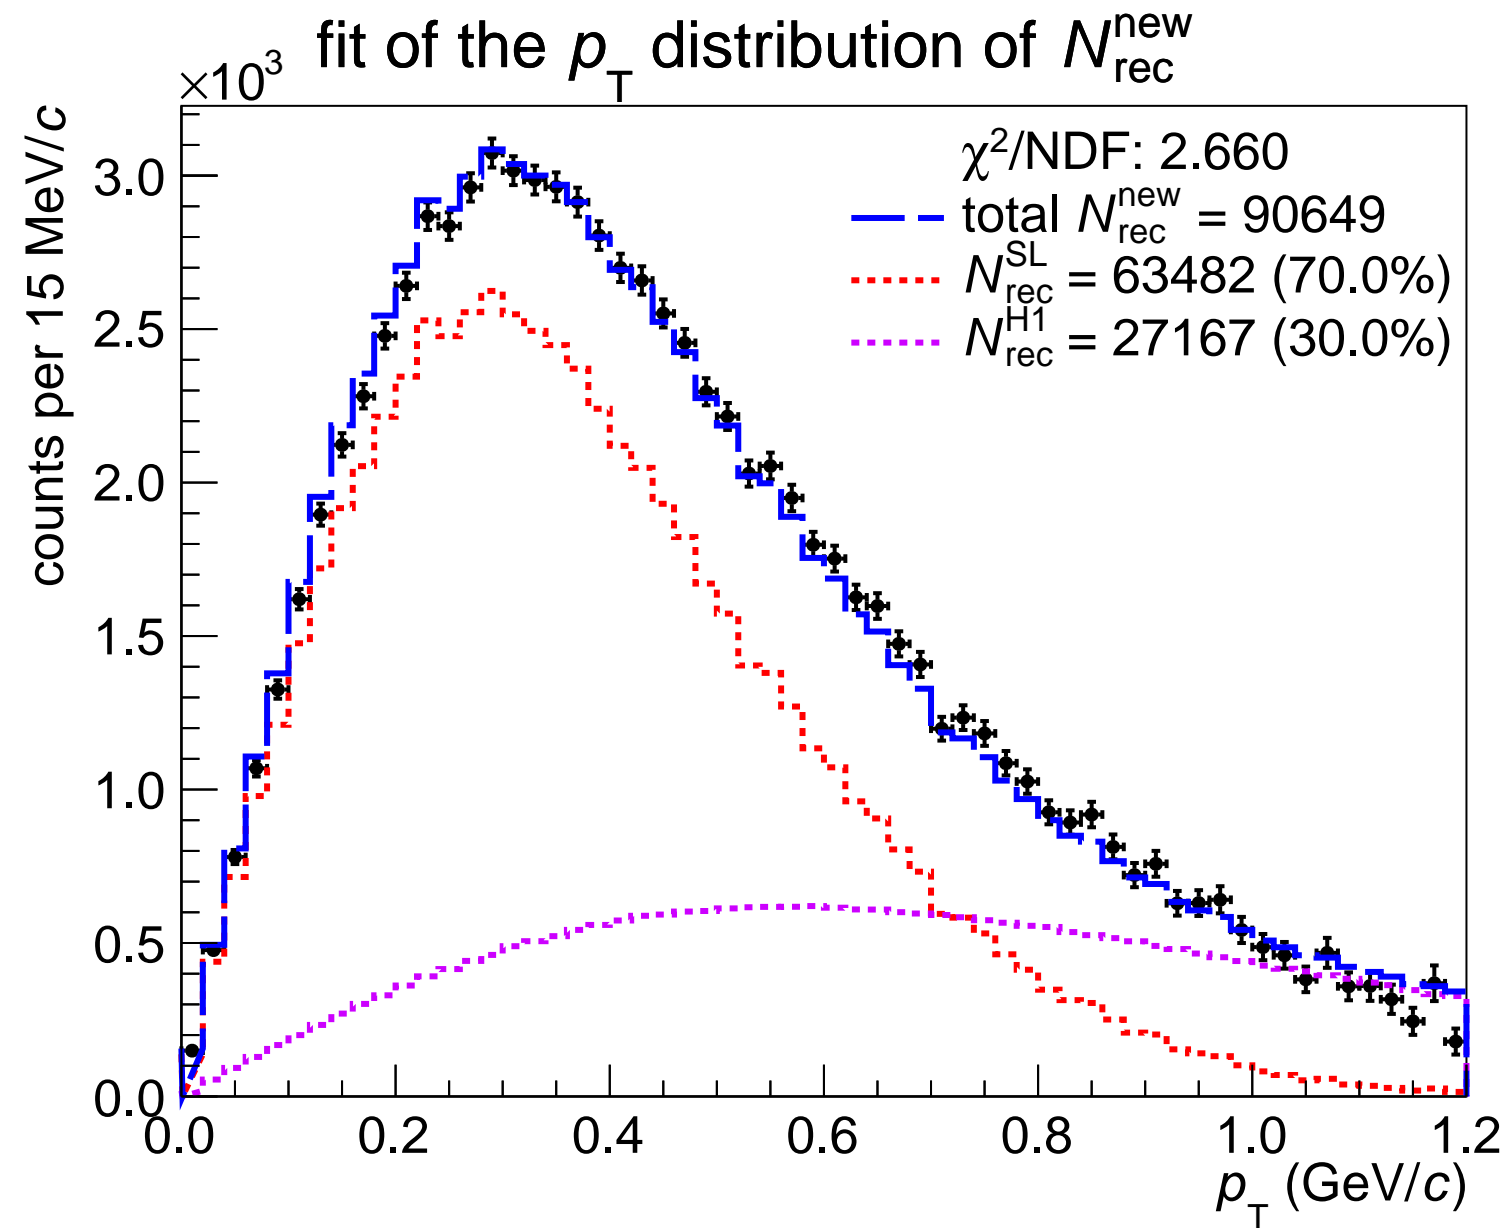 fit of the p_T distribution of N_rec^new
×10^3
counts per 15 MeV/c
χ^2/NDF: 2.660
total N_rec^new = 90649
N_rec^SL = 63482 (70.0%)
N_rec^H1 = 27167 (30.0%)
3.0
2.5
2.0
1.5
1.0
0.5
0.0
0.0 0.2 0.4 0.6 0.8 1.0 1.2
p_T (GeV/c)